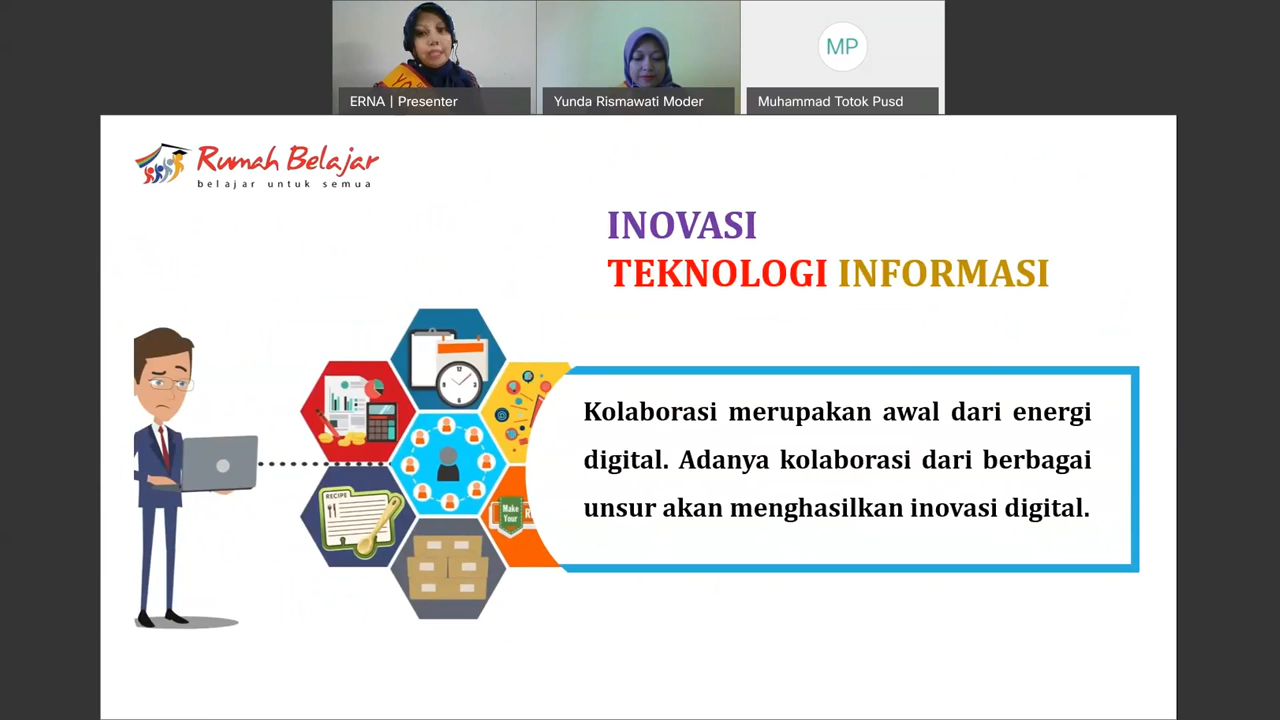 ERNA | Presenter
Yunda Rismawati Moder
MP
Muhammad Totok Pusd
Rumah Belajar
belajar untuk semua
INOVASI
TEKNOLOGI INFORMASI
Kolaborasi merupakan awal dari energi
digital. Adanya kolaborasi dari berbagai
unsur akan menghasilkan inovasi digital.
RECIPE
Make
Your